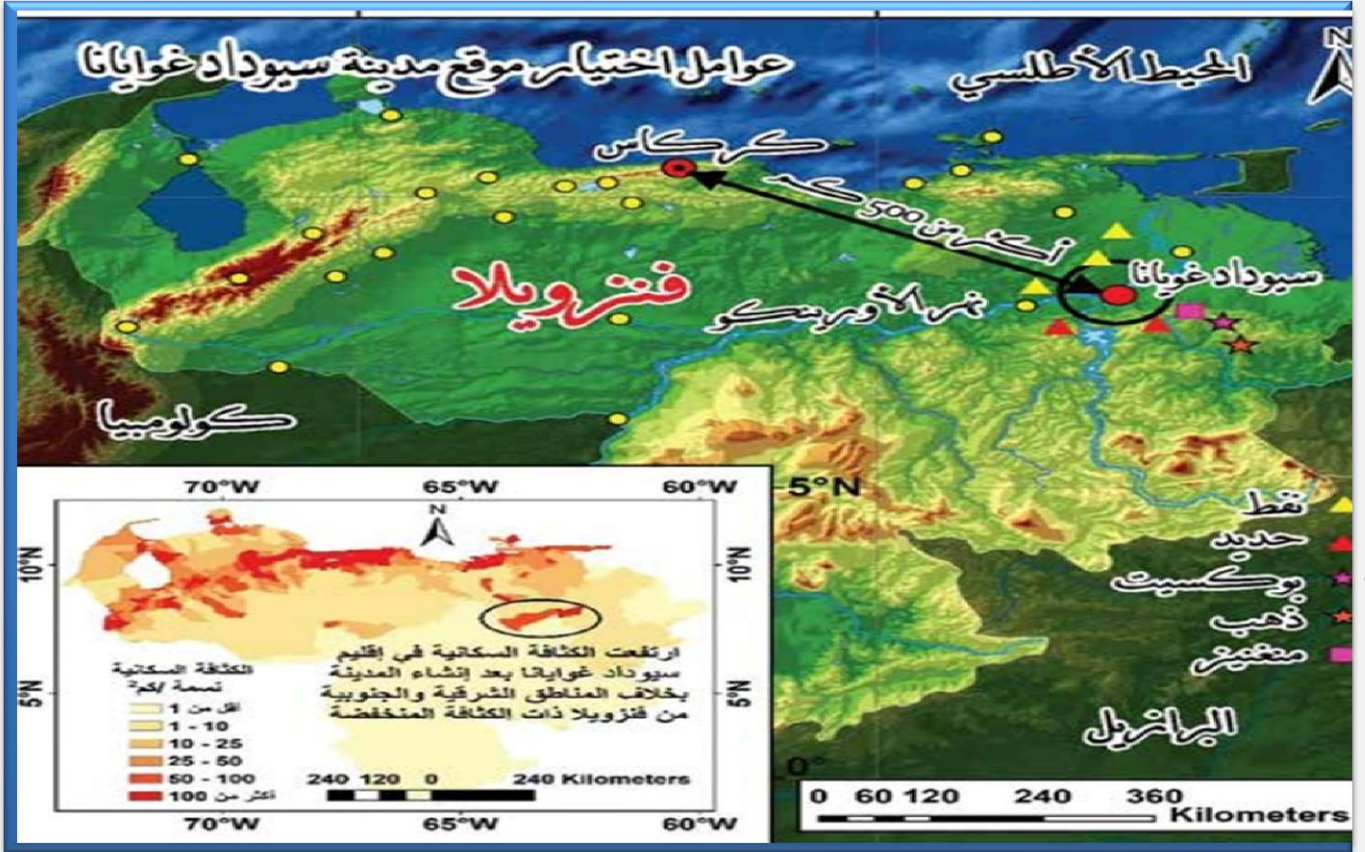 عوامل اختيار موقع مدينة سيوداد غوايانا
المحيط الأطلسي
N
كركاس
أكثر من 500 كم
سيوداد غويانا
فنزويلا
نهر الأورينكو
كولومبيا
5°N
نفط
حديد
بوكسيت
ذهب
منغنيز
البرازيل
0°
0 60 120 240 360
Kilometers
70°W 65°W 60°W
N
10°N 10°N
ارتفعت الكثافة السكانية في إقليم
سيوداد غوايانا بعد إنشاء المدينة
بخلاف المناطق الشرقية والجنوبية
من فنزويلا ذات الكثافة المنخفضة
5°N 5°N
الكثافة السكانية
نسمة /كم²
أقل من 1
1 - 10
10 - 25
25 - 50
50 - 100
أكثر من 100
240 120 0 240 Kilometers
70°W 65°W 60°W